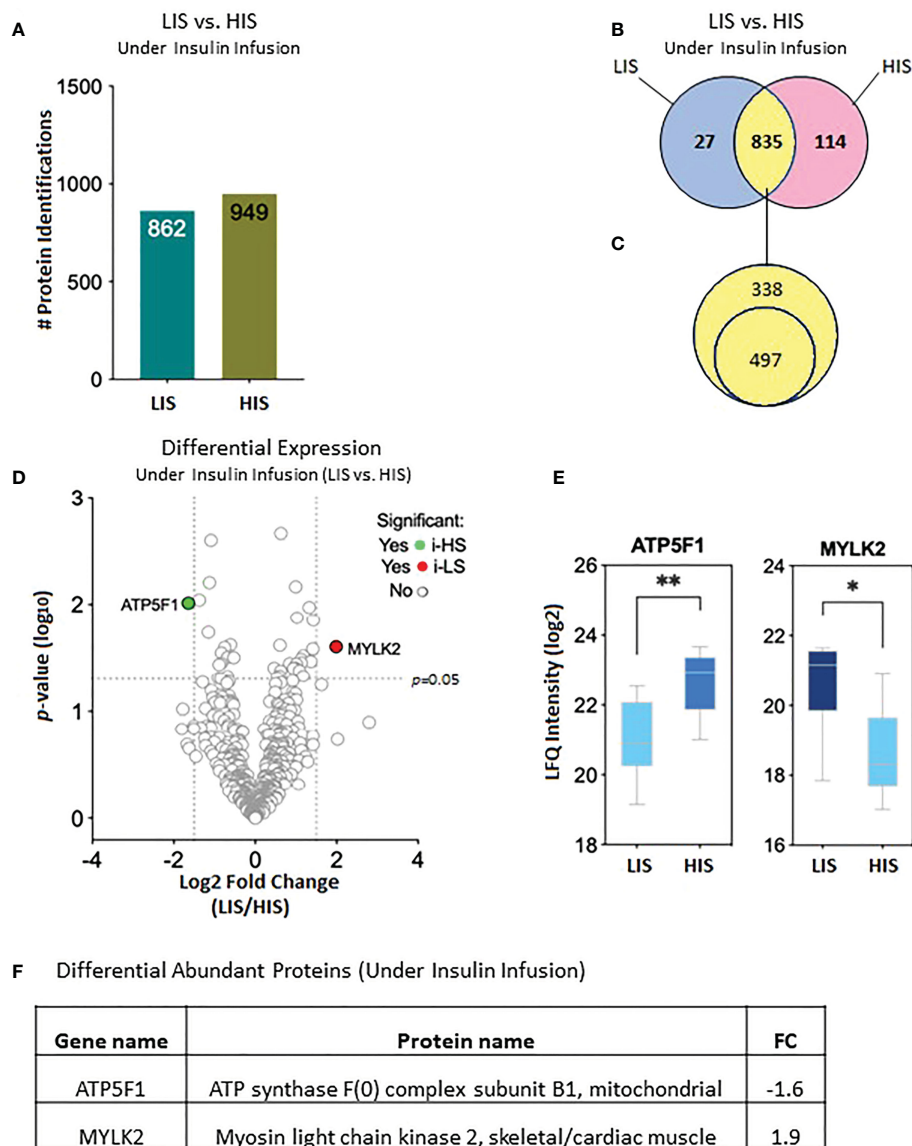 A
LIS vs. HIS
Under Insulin Infusion
# Protein Identifications
1500
1000
500
0
862
949
LIS
HIS
B
LIS vs. HIS
Under Insulin Infusion
LIS
HIS
27
835
114
C
338
497
D
Differential Expression
Under Insulin Infusion (LIS vs. HIS)
p-value (log10)
3
2
1
0
Significant:
Yes i-HS
Yes i-LS
No
ATP5F1
MYLK2
p=0.05
-4
-2
0
2
4
Log2 Fold Change
(LIS/HIS)
E
ATP5F1
LFQ Intensity (log2)
26
24
22
20
18
**
LIS
HIS
MYLK2
24
22
20
18
16
*
LIS
HIS
F Differential Abundant Proteins (Under Insulin Infusion)
Gene name Protein name FC
ATP5F1 ATP synthase F(0) complex subunit B1, mitochondrial -1.6
MYLK2 Myosin light chain kinase 2, skeletal/cardiac muscle 1.9